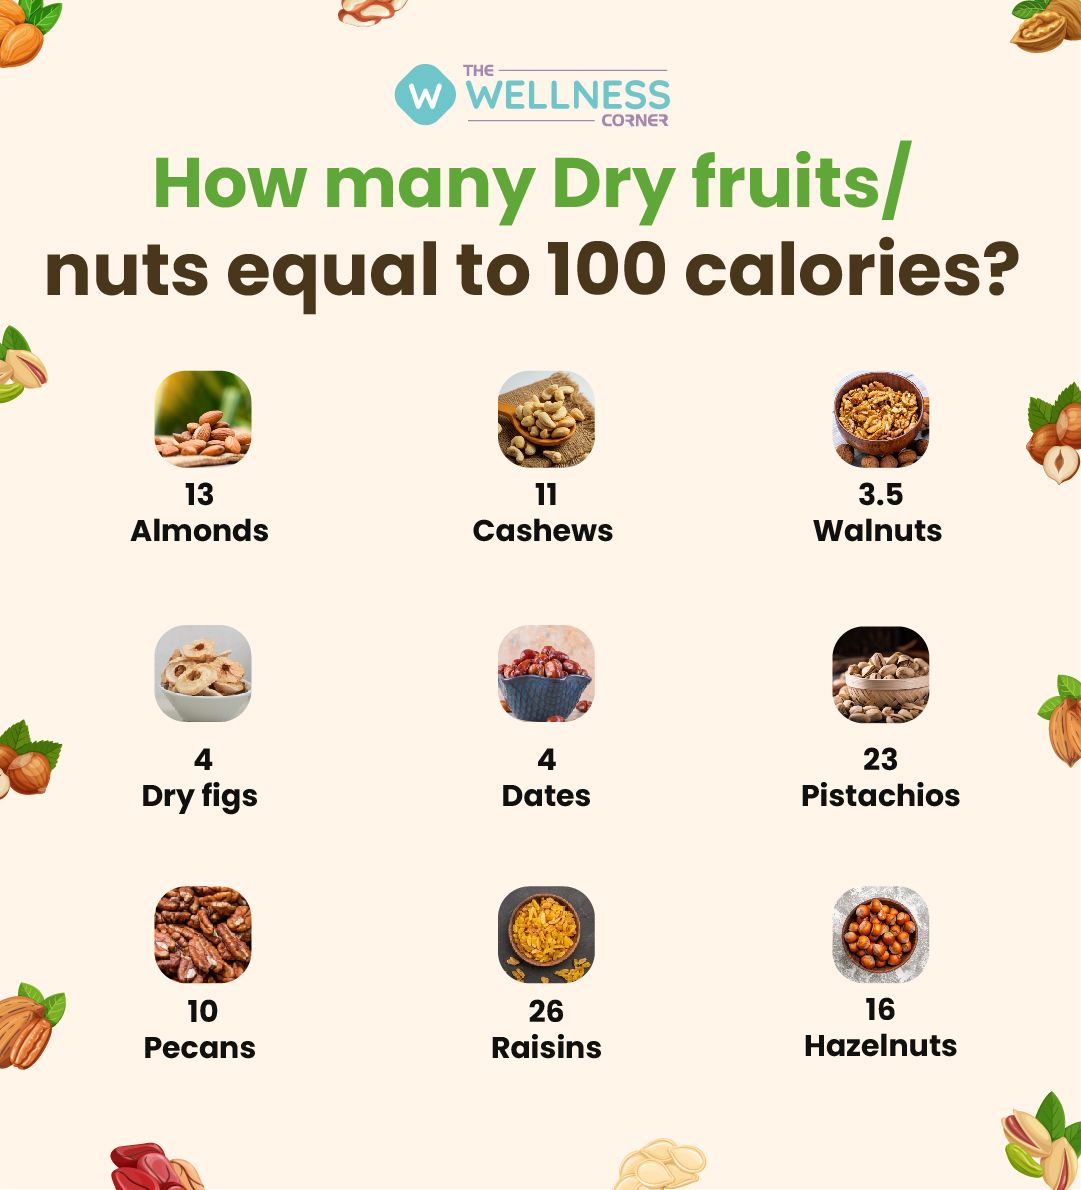 W
THE
WELLNESS
CORNER
How many Dry fruits/
nuts equal to 100 calories?
13
Almonds
11
Cashews
3.5
Walnuts
4
Dry figs
4
Dates
23
Pistachios
10
Pecans
26
Raisins
16
Hazelnuts